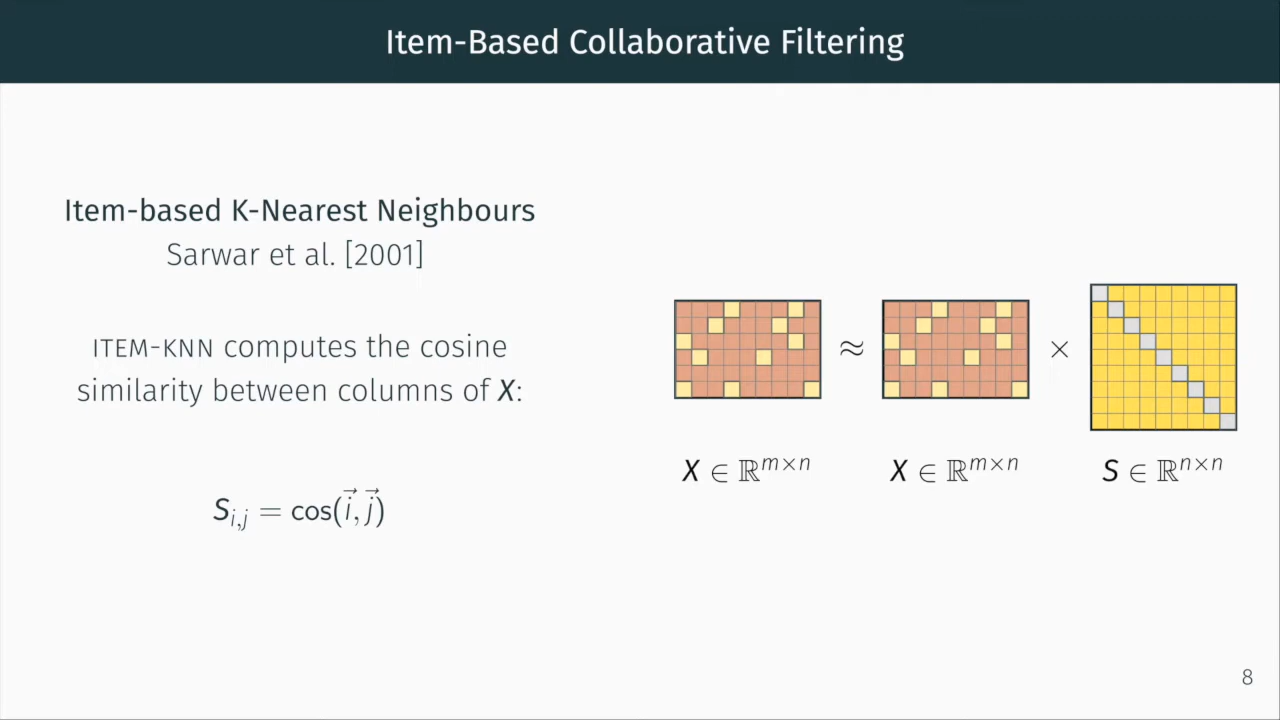 Item-Based Collaborative Filtering
Item-based K-Nearest Neighbours
Sarwar et al. [2001]
ITEM-KNN computes the cosine
similarity between columns of X:
S_{i,j} = cos(i⃗, j⃗)
≈ ×
X ∈ ℝ^{m×n} X ∈ ℝ^{m×n} S ∈ ℝ^{n×n}
8